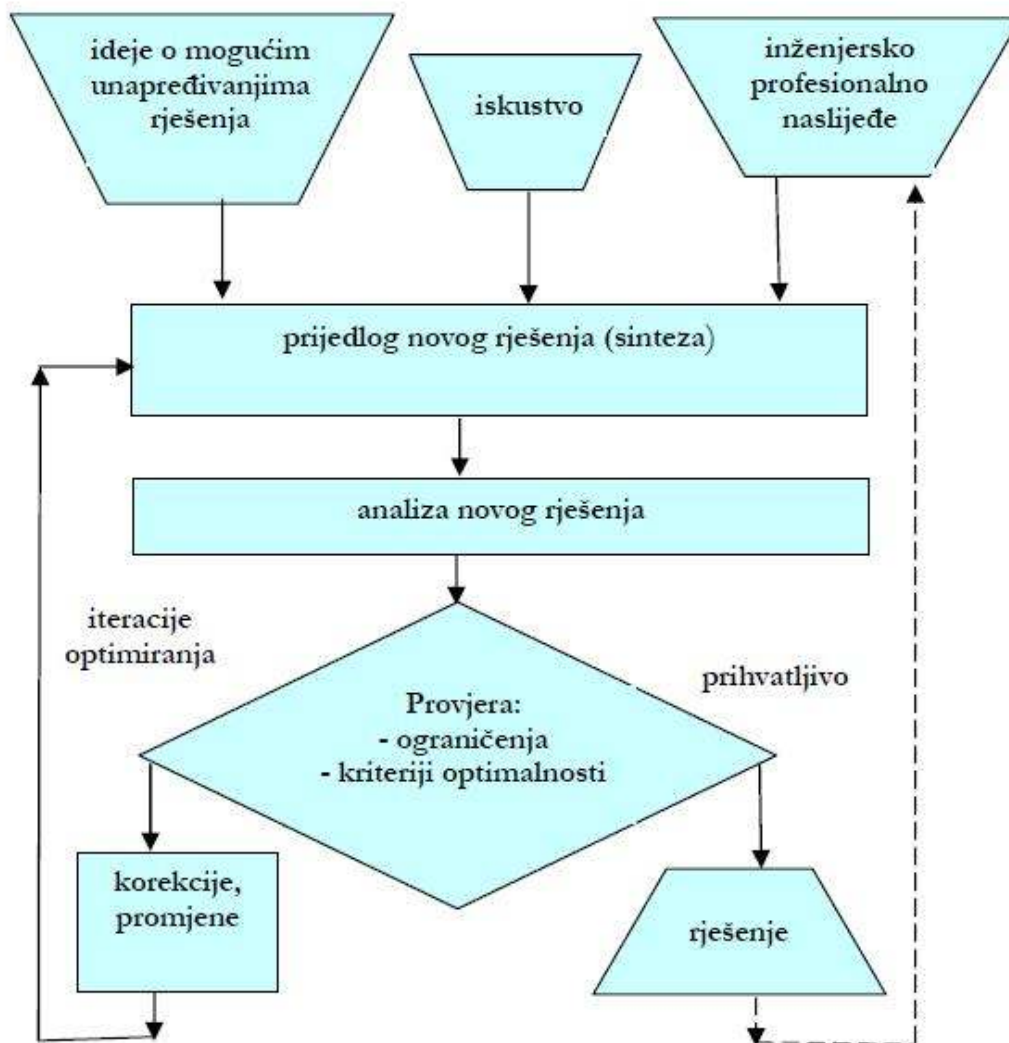 ideje o mogućim
unapređivanjima
rješenja
iskustvo
inženjersko
profesionalno
naslijeđe
prijedlog novog rješenja (sinteza)
analiza novog rješenja
iteracije
optimiranja
prihvatljivo
Provjera:
- ograničenja
- kriteriji optimalnosti
korekcije,
promjene
rješenje